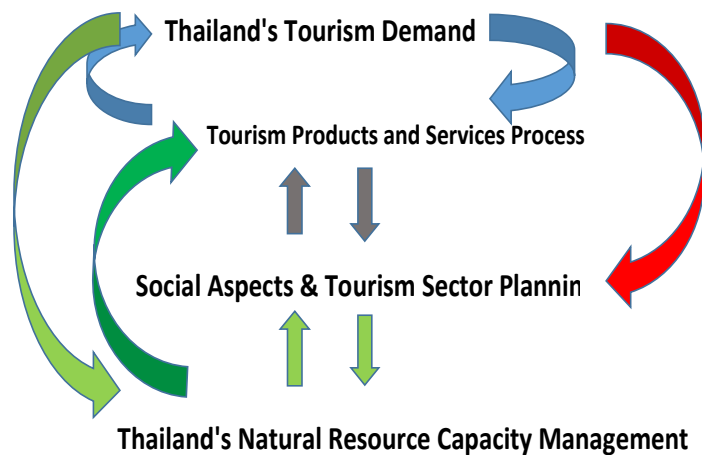 Thailand's Tourism Demand
Tourism Products and Services Process
Social Aspects & Tourism Sector Plannin
Thailand's Natural Resource Capacity Management